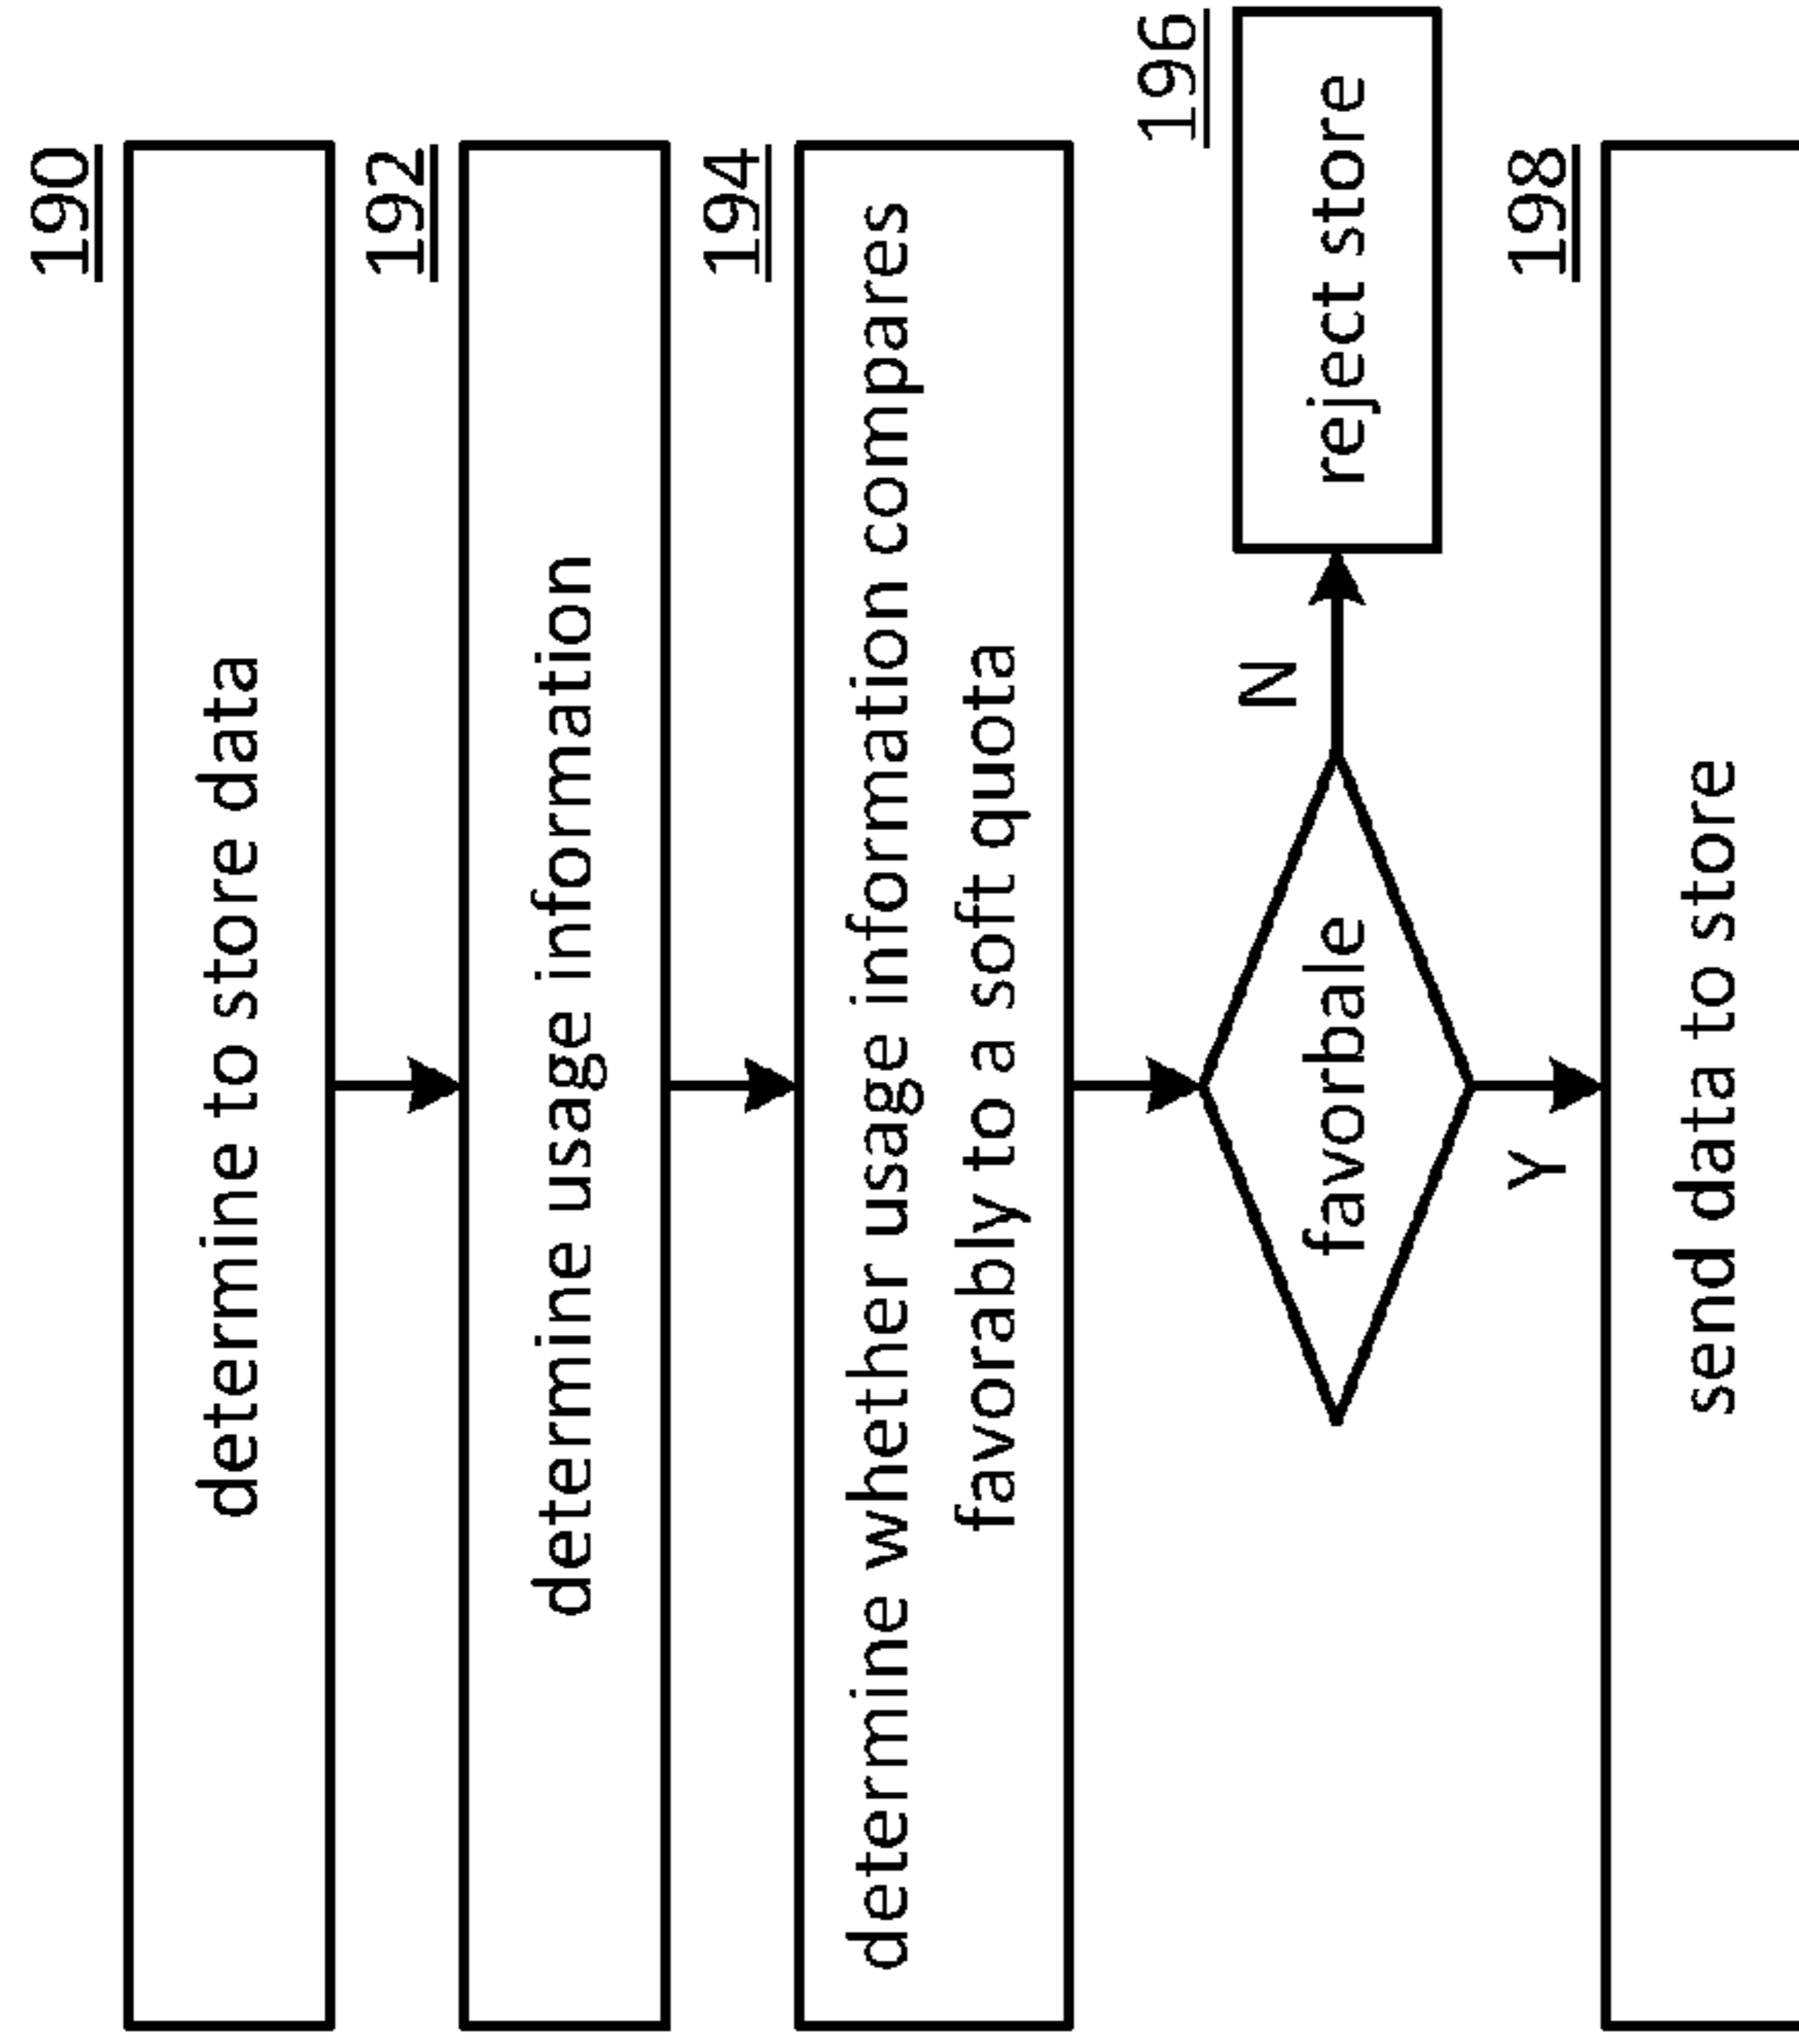 190
determine to store data
192
determine usage information
194
determine whether usage information compares
favorably to a soft quota
196
favorbale
N
reject store
Y
198
send data to store